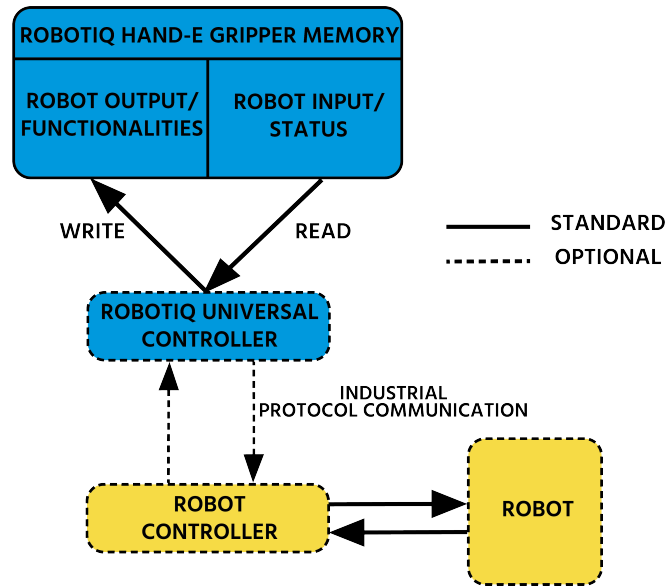 ROBOTIQ HAND-E GRIPPER MEMORY
ROBOT OUTPUT/
FUNCTIONALITIES
ROBOT INPUT/
STATUS
WRITE
READ
STANDARD
OPTIONAL
ROBOTIQ UNIVERSAL
CONTROLLER
INDUSTRIAL
PROTOCOL COMMUNICATION
ROBOT
CONTROLLER
ROBOT